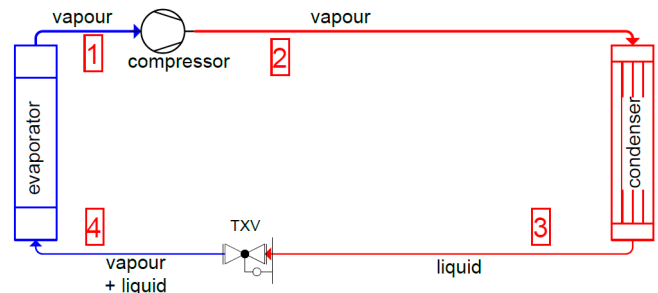 vapour
vapour
1
compressor
2
evaporator
condenser
4
TXV
3
vapour
+ liquid
liquid